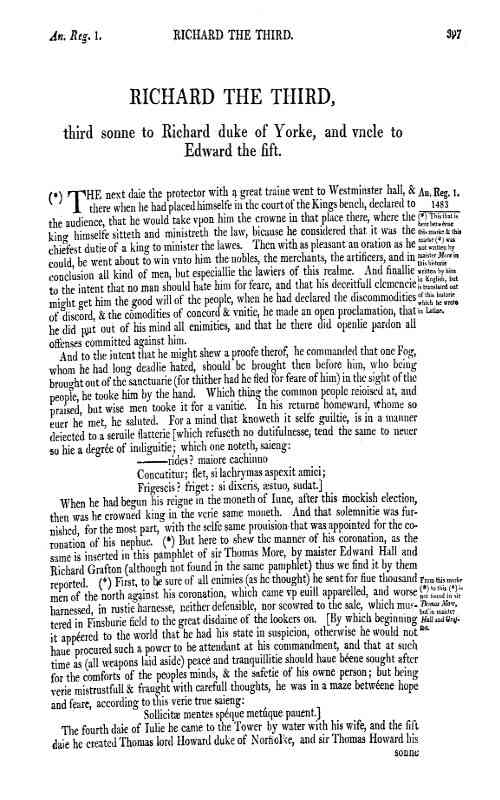 An. Reg. 1.
RICHARD THE THIRD.
397
RICHARD THE THIRD,
third sonne to Richard duke of Yorke, and vncle to
Edward the fift.
(*) THE next daie the protector with a great traine went to Westminster hall, &
there when he had placed himselfe in the court of the Kings bench, declared to
the audience, that he would take vpon him the crowne in that place there, where the
king himselfe sitteth and ministreth the law, bicause he considered that it was the
chiefest dutie of a king to minister the lawes. Then with as pleasant an oration as he
could, he went about to win vnto him the nobles, the merchants, the artificers, and in
conclusion all kind of men, but especiallie the lawiers of this realme. And finallie
to the intent that no man should hate him for feare, and that his deceitfull clemencie
might get him the good will of the people, when he had declared the discommodities
of discord, & the cōmodities of concord & vnitie, he made an open proclamation, that
he did put out of his mind all enimities, and that he there did openlie pardon all
offenses committed against him.
An. Reg. 1.
1483
(*) This that is
here betwéene
this marke & this
marke (*) was
not written by
maister More in
this historie
written by him
in English, but
is translated out
of this historie
which he wrote
in Latine.
And to the intent that he might shew a proofe therof, he commanded that one Fog,
whom he had long deadlie hated, should be brought then before him, who being
brought out of the sanctuarie (for thither had he fled for feare of him) in the sight of the
people, he tooke him by the hand. Which thing the common people reioised at, and
praised, but wise men tooke it for a vanitie. In his returne homeward, whome so
euer he met, he saluted. For a mind that knoweth it selfe guiltie, is in a manner
deiected to a seruile flatterie [which refuseth no dutifulnesse, tend the same to neuer
so hie a degrée of indignitie; which one noteth, saieng:
——rides? maiore cachinno
Concutitur; flet, si lachrymas aspexit amici;
Frigescis? friget: si dixeris, æstuo, sudat.]
When he had begun his reigne in the moneth of Iune, after this mockish election,
then was he crowned king in the verie same moneth. And that solemnitie was fur-
nished, for the most part, with the selfe same prouision that was appointed for the co-
ronation of his nephue. (*) But here to shew the manner of his coronation, as the
same is inserted in this pamphlet of sir Thomas More, by maister Edward Hall and
Richard Grafton (although not found in the same pamphlet) thus we find it by them
reported. (*) First, to be sure of all enimies (as he thought) he sent for fiue thousand
men of the north against his coronation, which came vp euill apparelled, and worse
harnessed, in rustie harnesse, neither defensible, nor scowred to the sale, which mus-
tered in Finsburie field to the great disdaine of the lookers on. [By which beginning
it appéered to the world that he had his state in suspicion, otherwise he would not
haue procured such a power to be attendant at his commandment, and that at such
time as (all weapons laid aside) peace and tranquillitie should haue béene sought after
for the comforts of the peoples minds, & the safetie of his owne person; but being
verie mistrustfull & fraught with carefull thoughts, he was in a maze betwéene hope
and feare, according to this verie true saieng:
From this marke
(*) to this (*) is
not found in sir
Thomas More,
but in maister
Hall and Graf-
ton.
Sollicitæ mentes spéque metúque pauent.]
The fourth daie of Iulie he came to the Tower by water with his wife, and the fift
daie he created Thomas lord Howard duke of Norfolke, and sir Thomas Howard his
sonne